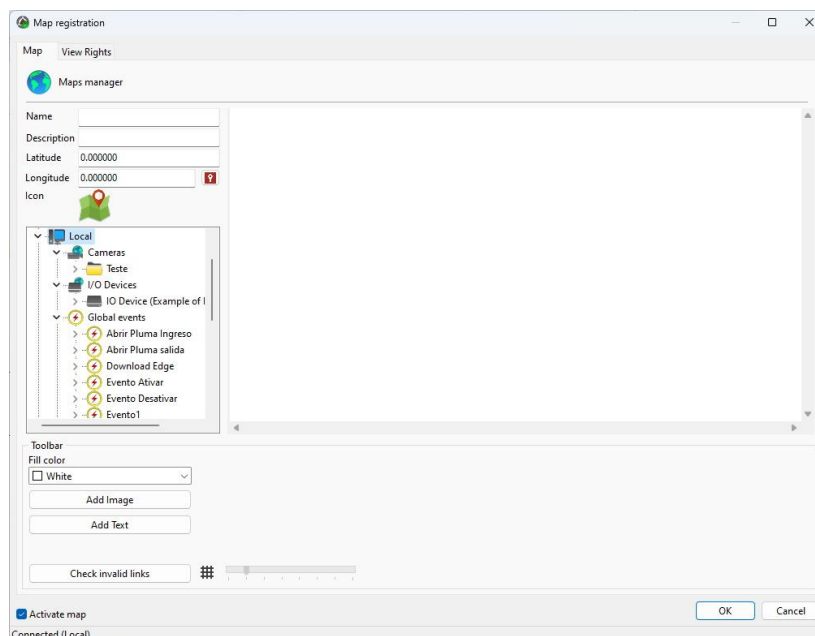 Map registration
Map View Rights
Maps manager
Name
Description
Latitude 0.000000
Longitude 0.000000
Icon
Local
Cameras
Teste
I/O Devices
IO Device (Example of
Global events
Abrir Pluma Ingreso
Abrir Pluma salida
Download Edge
Evento Ativar
Evento Desativar
Evento1
Toolbar
Fill color
White
Add Image
Add Text
Check invalid links
Activate map
OK Cancel
Connected (Local)